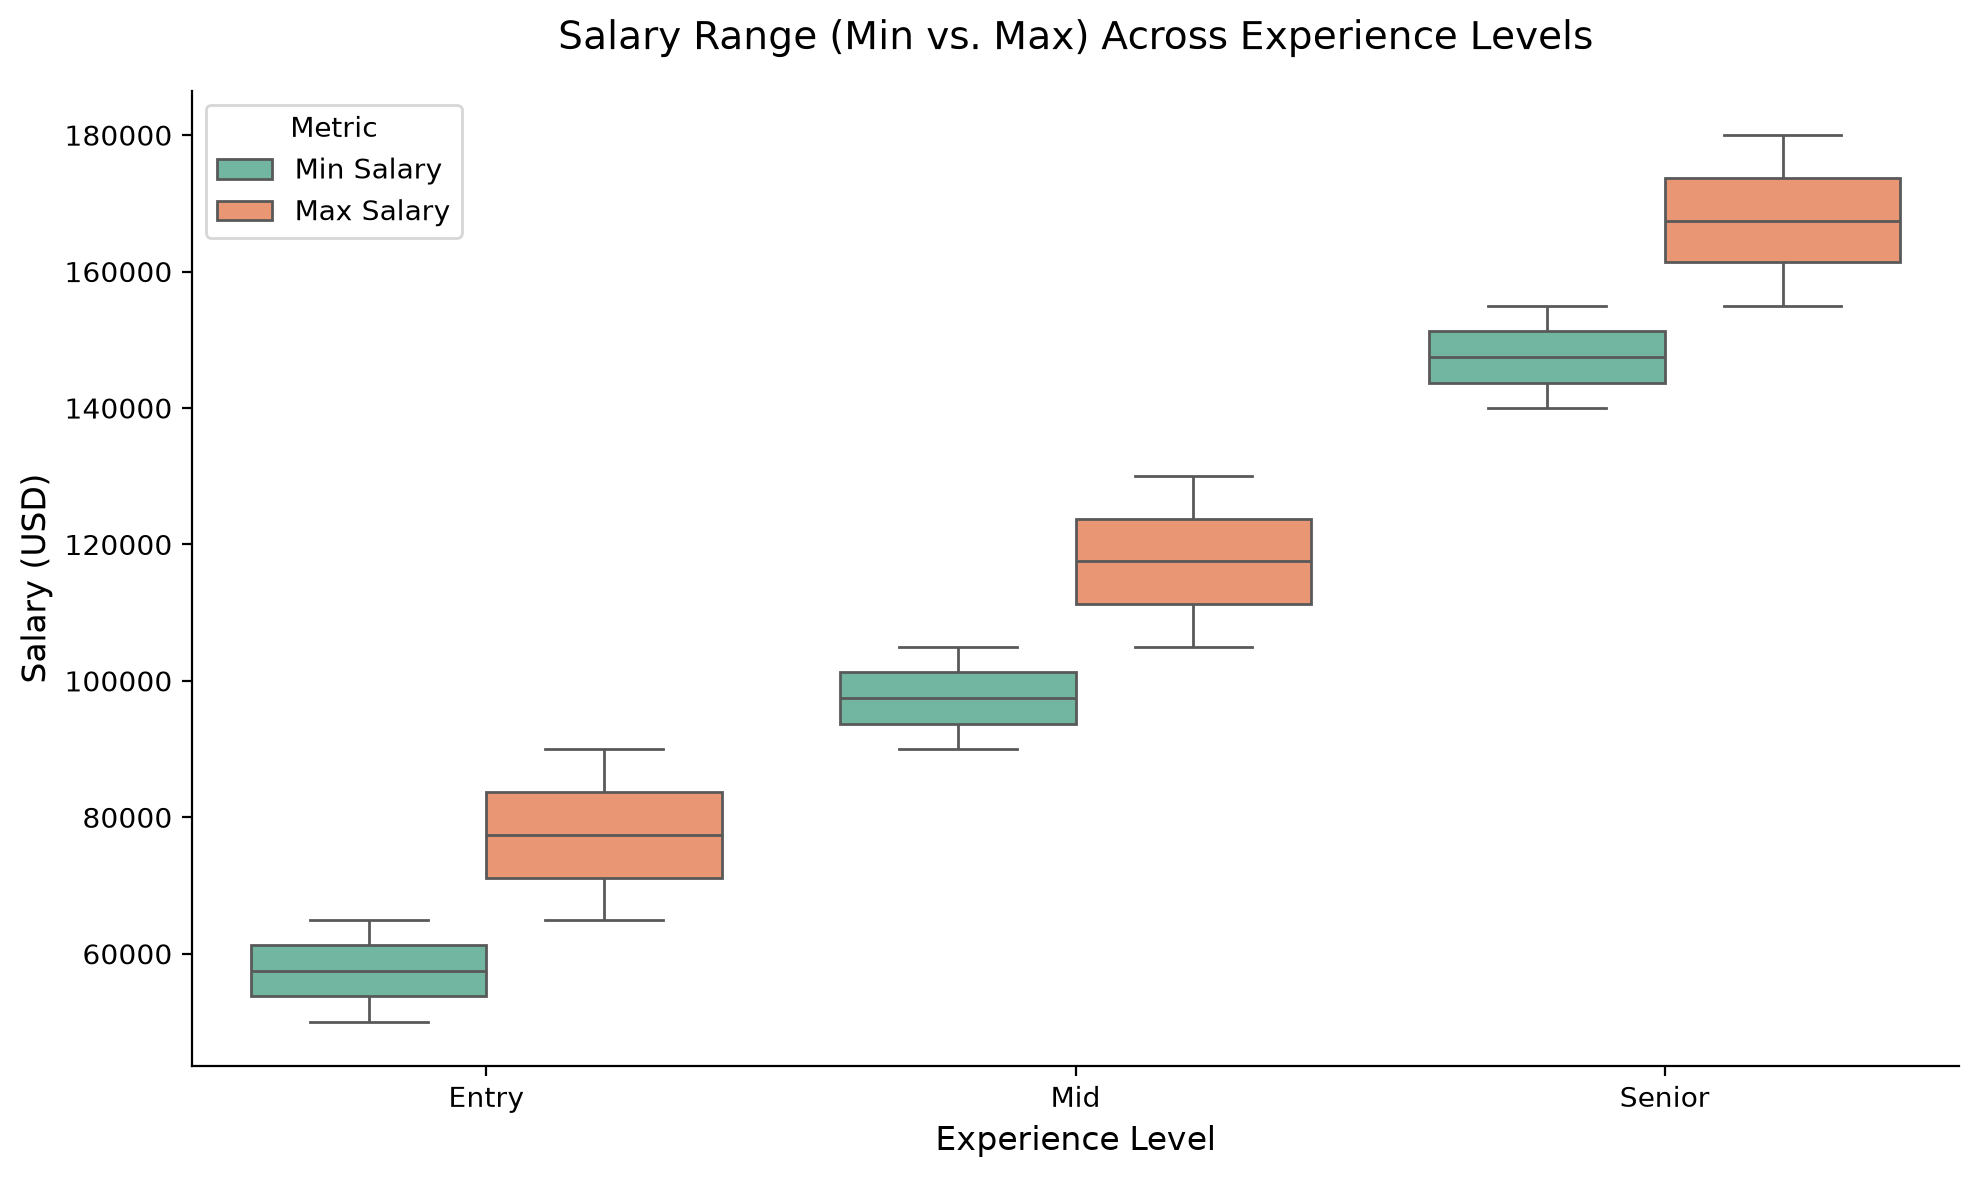 Salary Range (Min vs. Max) Across Experience Levels
Metric
Min Salary
Max Salary
Salary (USD)
180000
160000
140000
120000
100000
80000
60000
Entry
Mid
Senior
Experience Level